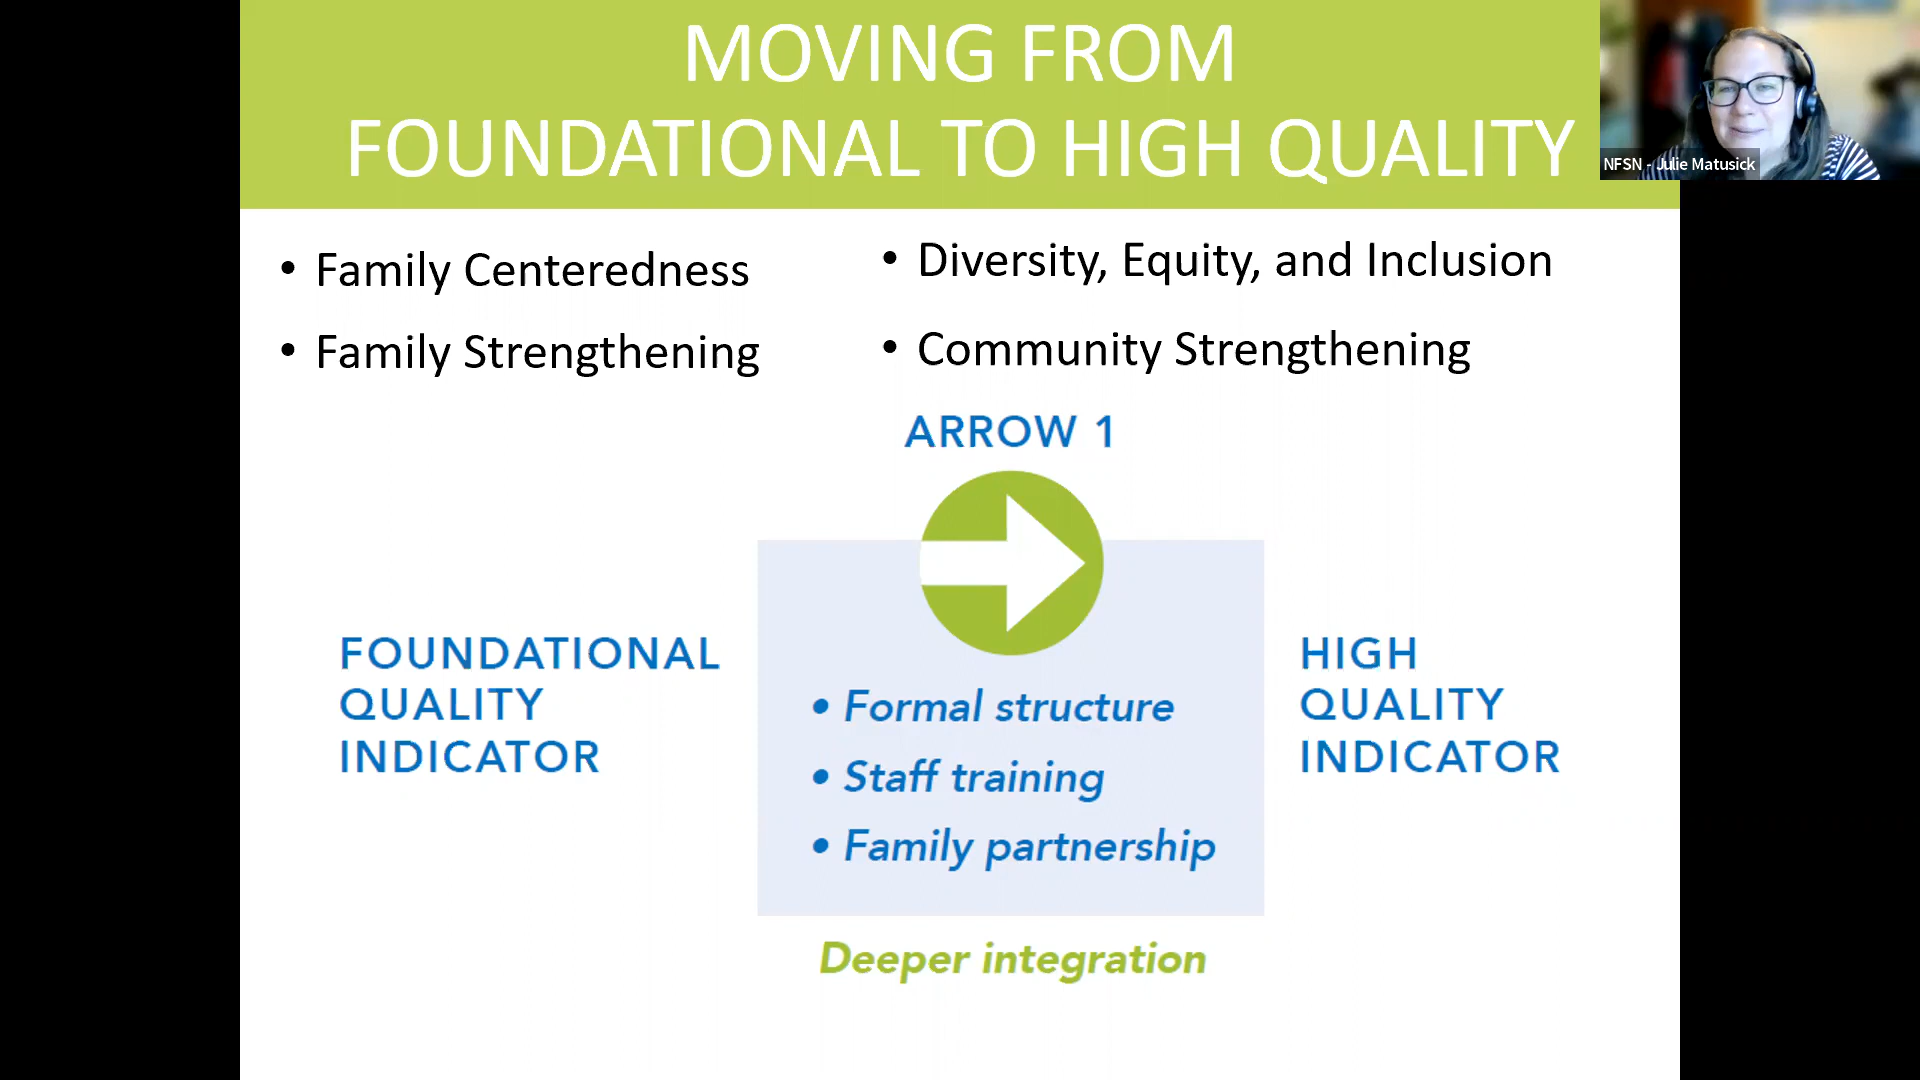 MOVING FROM
FOUNDATIONAL TO HIGH QUALITY
NFSN - Julie Matusick
• Family Centeredness
• Family Strengthening
• Diversity, Equity, and Inclusion
• Community Strengthening
ARROW 1
FOUNDATIONAL
QUALITY
INDICATOR
• Formal structure
• Staff training
• Family partnership
HIGH
QUALITY
INDICATOR
Deeper integration